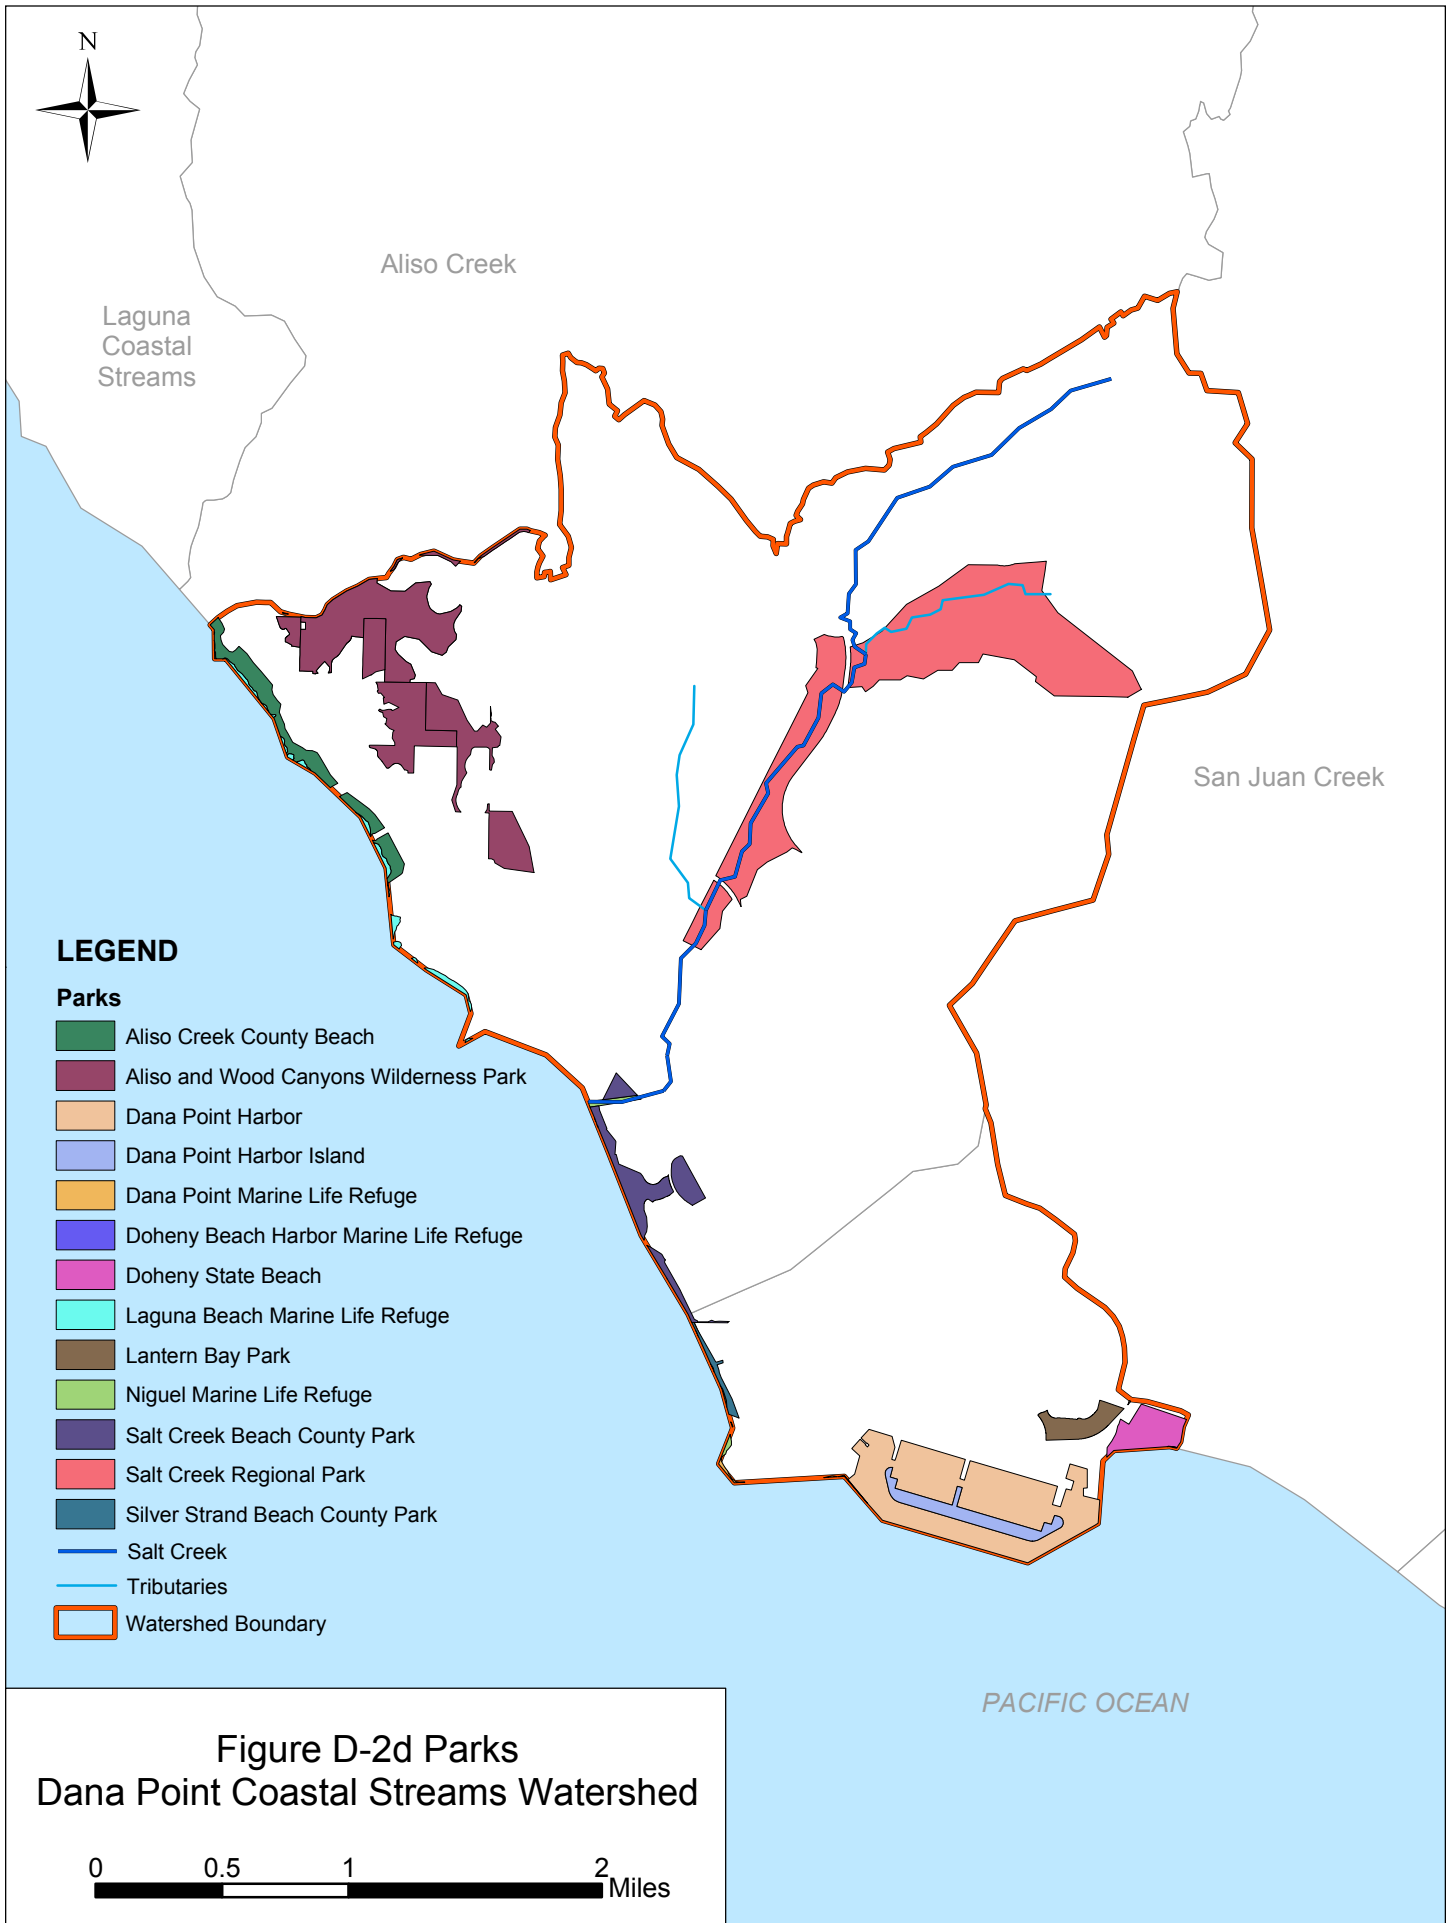 N
Aliso Creek
Laguna
Coastal
Streams
San Juan Creek
LEGEND
Parks
Aliso Creek County Beach
Aliso and Wood Canyons Wilderness Park
Dana Point Harbor
Dana Point Harbor Island
Dana Point Marine Life Refuge
Doheny Beach Harbor Marine Life Refuge
Doheny State Beach
Laguna Beach Marine Life Refuge
Lantern Bay Park
Niguel Marine Life Refuge
Salt Creek Beach County Park
Salt Creek Regional Park
Silver Strand Beach County Park
Salt Creek
Tributaries
Watershed Boundary
PACIFIC OCEAN
Figure D-2d Parks
Dana Point Coastal Streams Watershed
0 0.5 1 2
Miles